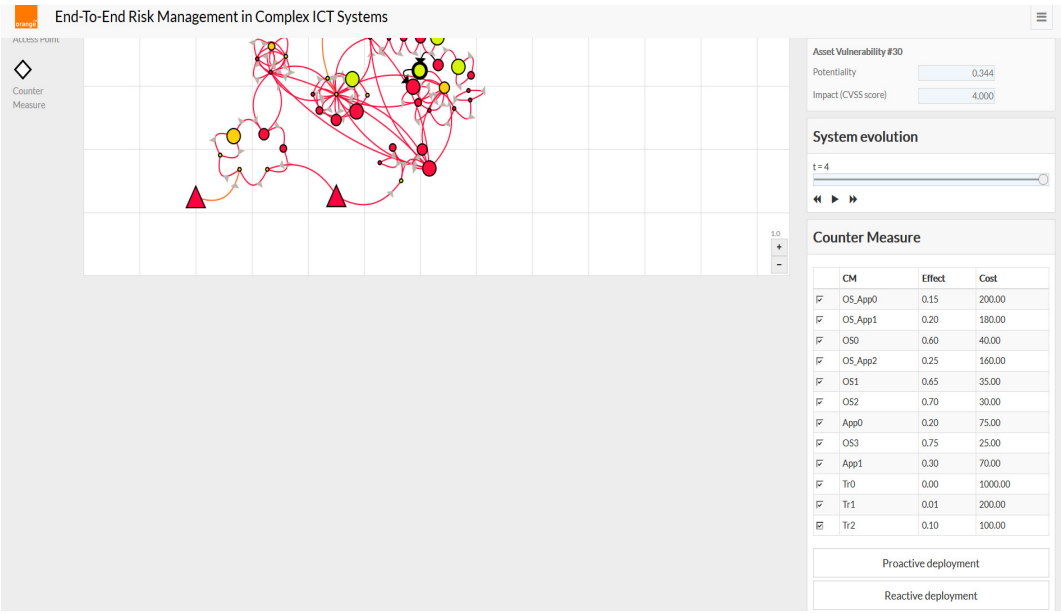 orange
End-To-End Risk Management in Complex ICT Systems
Access Point
Counter
Measure
1.0
+
−
Asset Vulnerability #30
Potentiality 0.344
Impact (CVSS score) 4.000
System evolution
t = 4
Counter Measure
CM Effect Cost
OS_App0 0.15 200.00
OS_App1 0.20 180.00
OS0 0.60 40.00
OS_App2 0.25 160.00
OS1 0.65 35.00
OS2 0.70 30.00
App0 0.20 75.00
OS3 0.75 25.00
App1 0.30 70.00
Tr0 0.00 1000.00
Tr1 0.01 200.00
Tr2 0.10 100.00
Proactive deployment
Reactive deployment